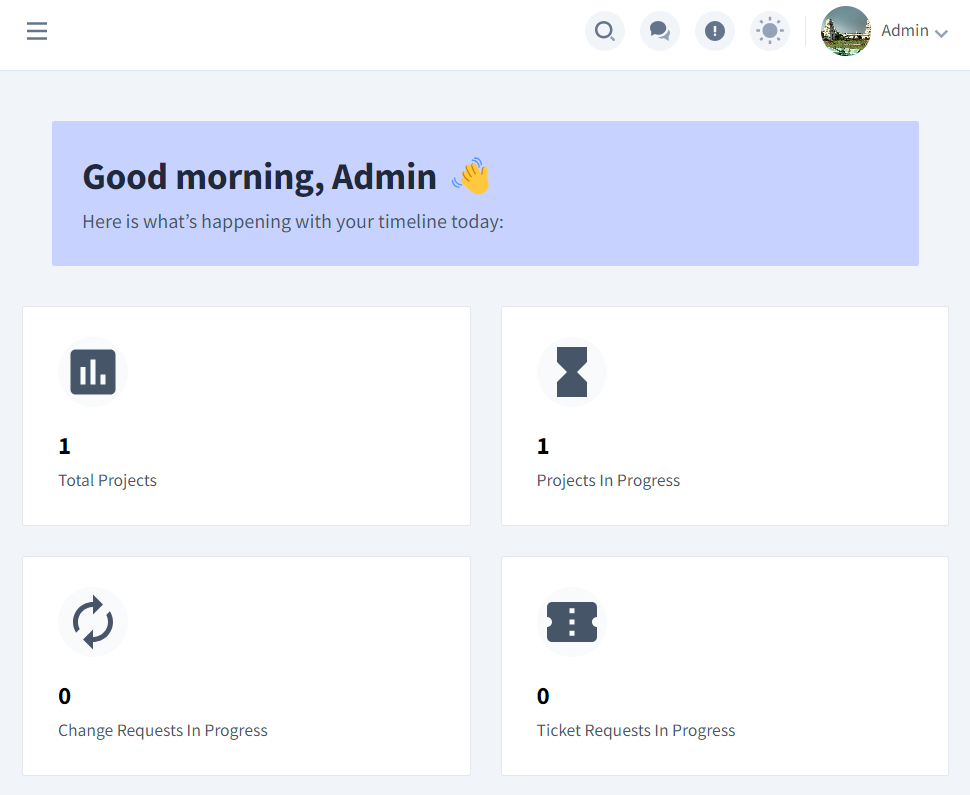 Admin
Good morning, Admin 👋
Here is what’s happening with your timeline today:
1
Total Projects
1
Projects In Progress
0
Change Requests In Progress
0
Ticket Requests In Progress